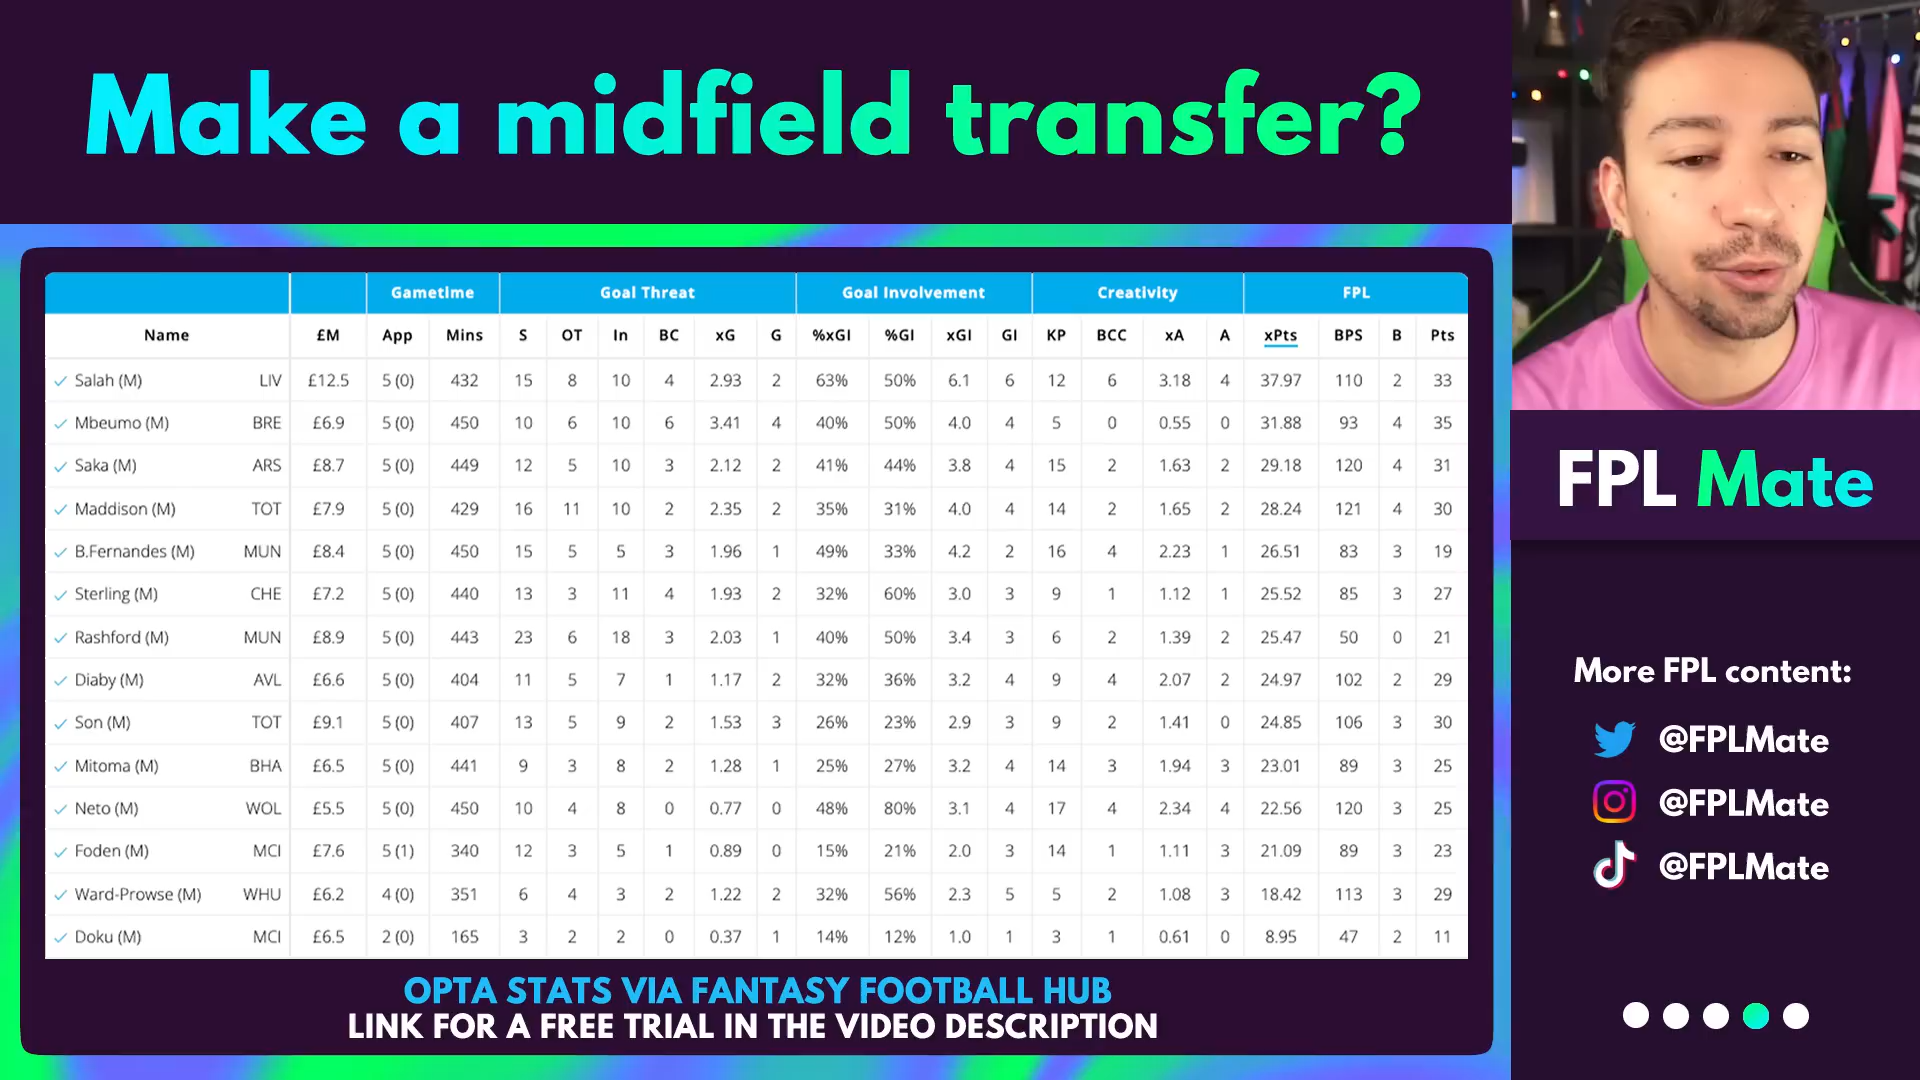 Make a midfield transfer?
Gametime Goal Threat Goal Involvement Creativity FPL
Name £M App Mins S OT In BC xG G %xGI %GI xGI GI KP BCC xA A xPts BPS B Pts
Salah (M) LIV £12.5 5 (0) 432 15 8 10 4 2.93 2 63% 50% 6.1 6 12 6 3.18 4 37.97 110 2 33
Mbeumo (M) BRE £6.9 5 (0) 450 10 6 10 6 3.41 4 40% 50% 4.0 4 5 0 0.55 0 31.88 93 4 35
Saka (M) ARS £8.7 5 (0) 449 12 5 10 3 2.12 2 41% 44% 3.8 4 15 2 1.63 2 29.18 120 4 31
Maddison (M) TOT £7.9 5 (0) 429 16 11 10 2 2.35 2 35% 31% 4.0 4 14 2 1.65 2 28.24 121 4 30
B.Fernandes (M) MUN £8.4 5 (0) 450 15 5 5 3 1.96 1 49% 33% 4.2 2 16 4 2.23 1 26.51 83 3 19
Sterling (M) CHE £7.2 5 (0) 440 13 3 11 4 1.93 2 32% 60% 3.0 3 9 1 1.12 1 25.52 85 3 27
Rashford (M) MUN £8.9 5 (0) 443 23 6 18 3 2.03 1 40% 50% 3.4 3 6 2 1.39 2 25.47 50 0 21
Diaby (M) AVL £6.6 5 (0) 404 11 5 7 1 1.17 2 32% 36% 3.2 4 9 4 2.07 2 24.97 102 2 29
Son (M) TOT £9.1 5 (0) 407 13 5 9 2 1.53 3 26% 23% 2.9 3 9 2 1.41 0 24.85 106 3 30
Mitoma (M) BHA £6.5 5 (0) 441 9 3 8 2 1.28 1 25% 27% 3.2 4 14 3 1.94 3 23.01 89 3 25
Neto (M) WOL £5.5 5 (0) 450 10 4 8 0 0.77 0 48% 80% 3.1 4 17 4 2.34 4 22.56 120 3 25
Foden (M) MCI £7.6 5 (1) 340 12 3 5 1 0.89 0 15% 21% 2.0 3 14 1 1.11 3 21.09 89 3 23
Ward-Prowse (M) WHU £6.2 4 (0) 351 6 4 3 2 1.22 2 32% 56% 2.3 5 5 2 1.08 3 18.42 113 3 29
Doku (M) MCI £6.5 2 (0) 165 3 2 2 0 0.37 1 14% 12% 1.0 1 3 1 0.61 0 8.95 47 2 11
OPTA STATS VIA FANTASY FOOTBALL HUB
LINK FOR A FREE TRIAL IN THE VIDEO DESCRIPTION
FPL Mate
More FPL content:
@FPLMate
@FPLMate
@FPLMate